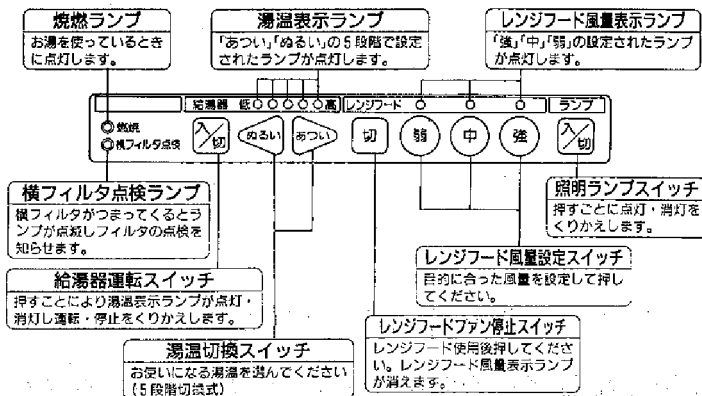 焼燃ランプ
お湯を使っているとき
に点灯します。
湯温表示ランプ
「あつい」「ぬるい」の5段階で設定
されたランプが点灯します。
レンジフード風量表示ランプ
「強」「中」「弱」の設定されたランプ
が点灯します。
給湯器 低 高 レンジフード ランプ
燃焼
横フィルタ点検
入/切 ぬるい あつい 切 弱 中 強 入/切
横フィルタ点検ランプ
横フィルタがつまってくるとラ
ンプが点滅しフィルタの点検を
知らせます。
照明ランプスイッチ
押すごとに点灯・消灯を
くりかえします。
給湯器運転スイッチ
押すことにより湯温表示ランプが点灯・
消灯し運転・停止をくりかえします。
レンジフード風量設定スイッチ
目的に合った風量を設定して押し
てください。
湯温切換スイッチ
お使いになる湯温を選んでください
(5段階切換式)
レンジフードファン停止スイッチ
レンジフード使用後押してくださ
い。レンジフード風量表示ランプ
が消えます。